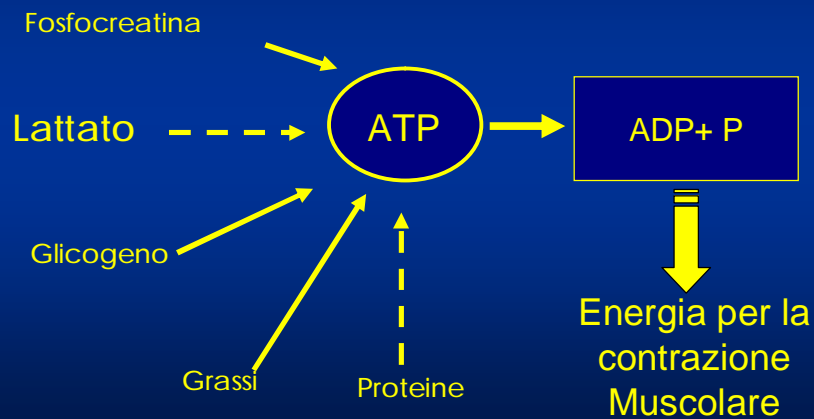 Fosfocreatina
Lattato
ATP
ADP+ P
Glicogeno
Grassi
Proteine
Energia per la
contrazione
Muscolare